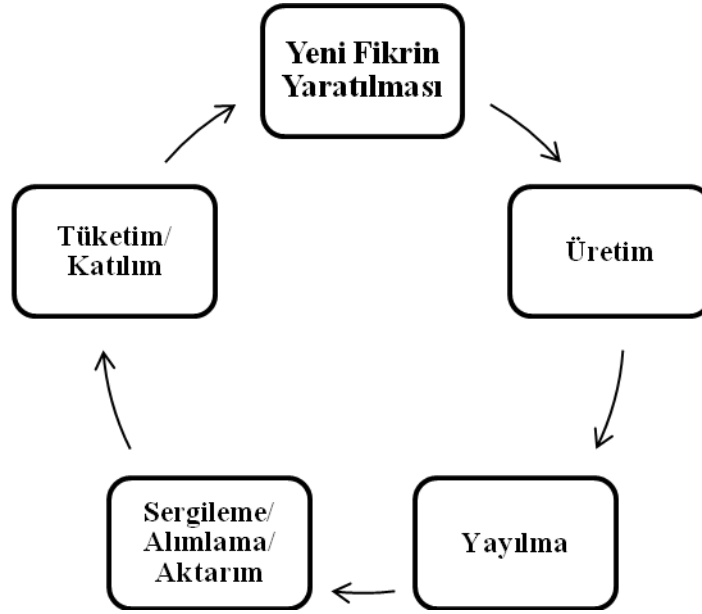 Yeni Fikrin
Yaratılması
Üretim
Yayılma
Sergileme/
Alımlama/
Aktarım
Tüketim/
Katılım